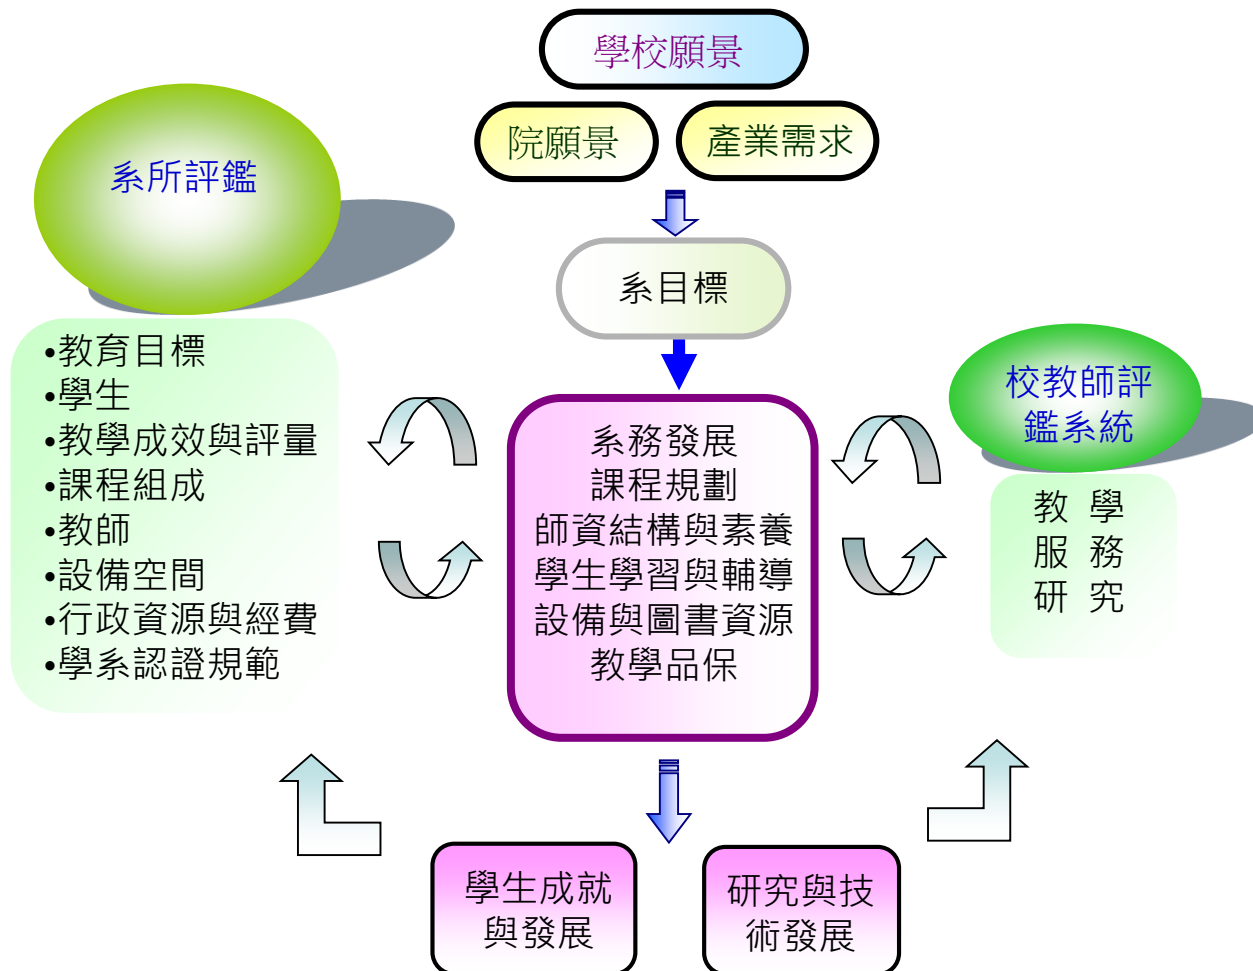 學校願景
院願景
產業需求
系所評鑑
系目標
•教育目標
•學生
•教學成效與評量
•課程組成
•教師
•設備空間
•行政資源與經費
•學系認證規範
系務發展
課程規劃
師資結構與素養
學生學習與輔導
設備與圖書資源
教學品保
校教師評
鑑系統
教 學
服 務
研 究
學生成就
與發展
研究與技
術發展